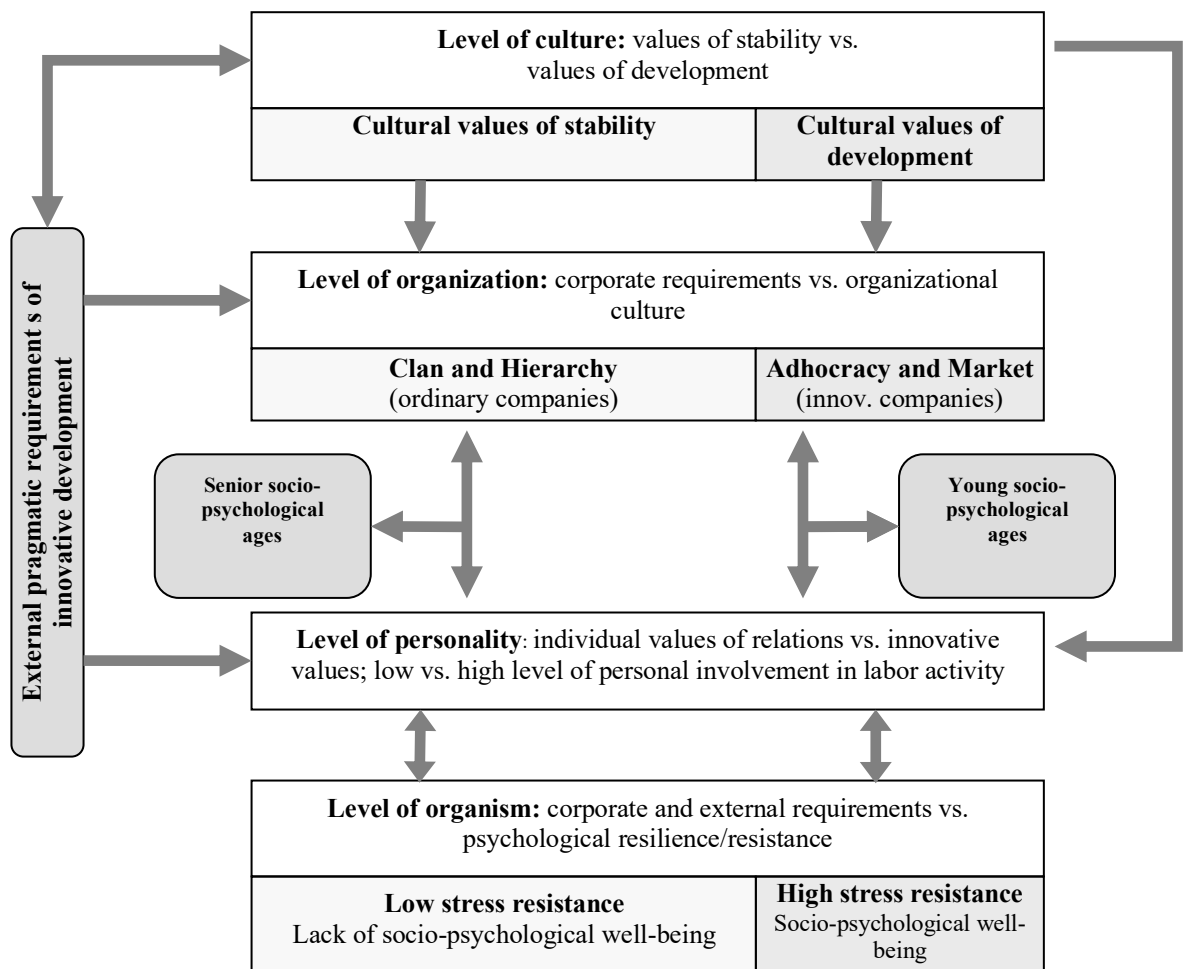 Level of culture: values of stability vs.
values of development
Cultural values of stability
Cultural values of
development
External pragmatic requirement s of
innovative development
Level of organization: corporate requirements vs. organizational
culture
Clan and Hierarchy
(ordinary companies)
Adhocracy and Market
(innov. companies)
Senior socio-
psychological
ages
Young socio-
psychological
ages
Level of personality: individual values of relations vs. innovative
values; low vs. high level of personal involvement in labor activity
Level of organism: corporate and external requirements vs.
psychological resilience/resistance
Low stress resistance
Lack of socio-psychological well-being
High stress resistance
Socio-psychological well-
being